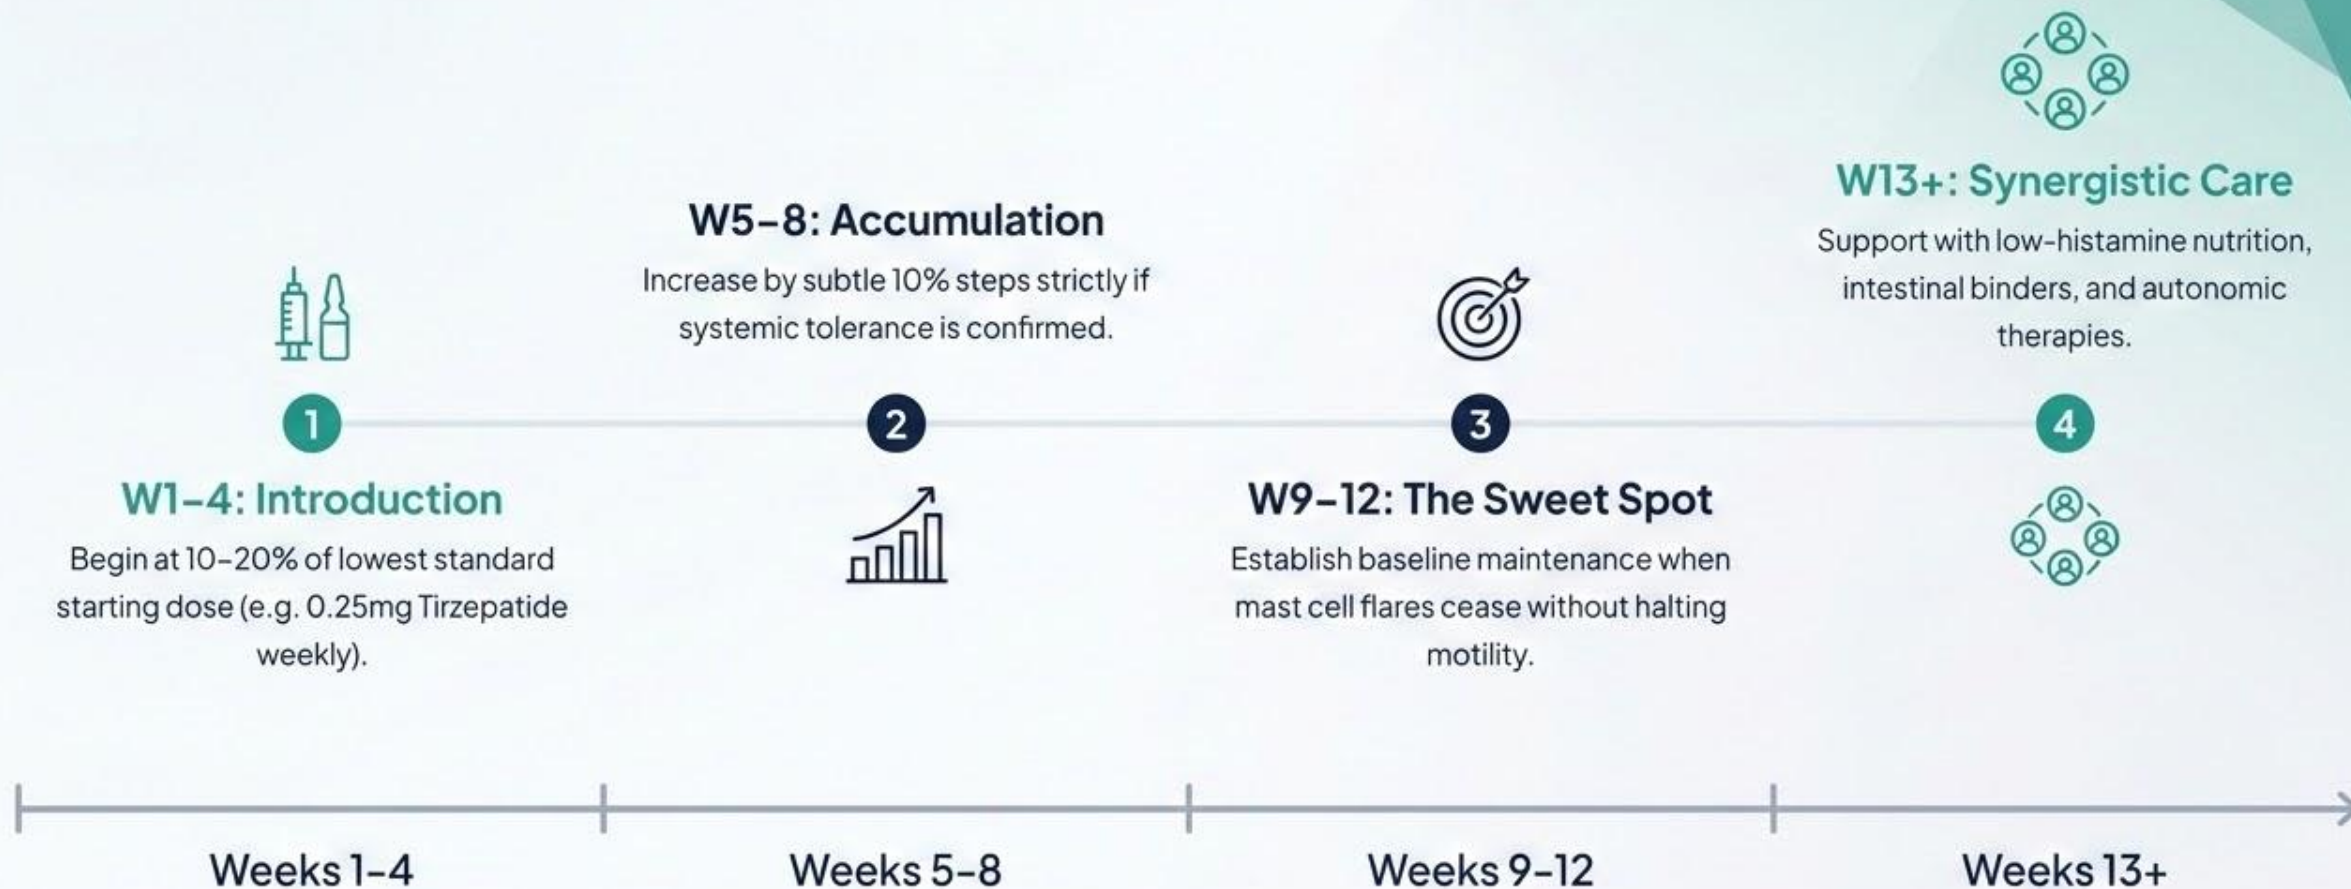 1
W1–4: Introduction
Begin at 10–20% of lowest standard
starting dose (e.g. 0.25mg Tirzepatide
weekly).
W5–8: Accumulation
Increase by subtle 10% steps strictly if
systemic tolerance is confirmed.
2
3
W9–12: The Sweet Spot
Establish baseline maintenance when
mast cell flares cease without halting
motility.
W13+: Synergistic Care
Support with low-histamine nutrition,
intestinal binders, and autonomic
therapies.
4
Weeks 1–4
Weeks 5–8
Weeks 9–12
Weeks 13+